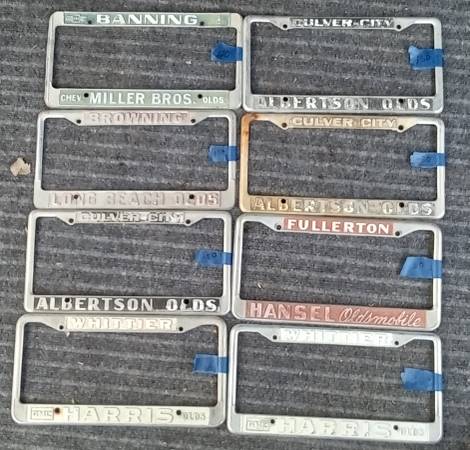 BANNING
CHEV MILLER BROS. OLDS
CULVER-CITY
ALBERTSON OLDS
BROWNING
LONG BEACH OLDS
CULVER CITY
ALBERTSON OLDS
CULVER-CITY
ALBERTSON OLDS
FULLERTON
HANSEL Oldsmobile
WHITTIER
HARRIS OLDS
WHITTIER
HARRIS OLDS